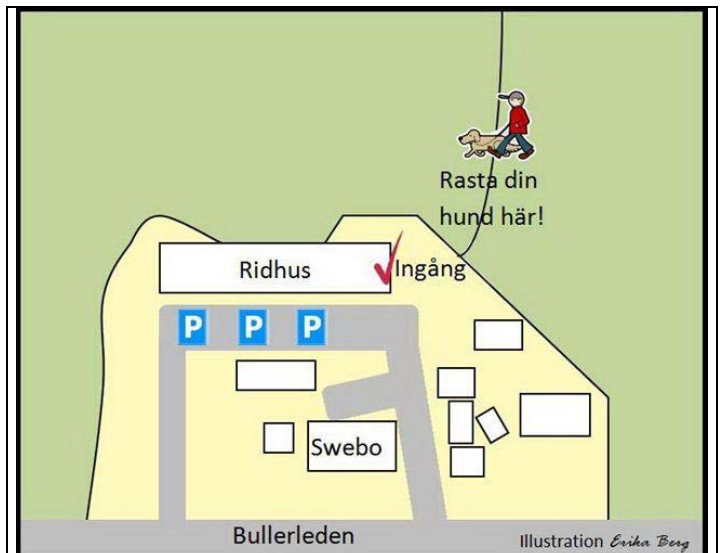 Rasta din
hund här!
Ridhus
Ingång
P P P
Swebo
Bullerleden
Illustration Erika Berg